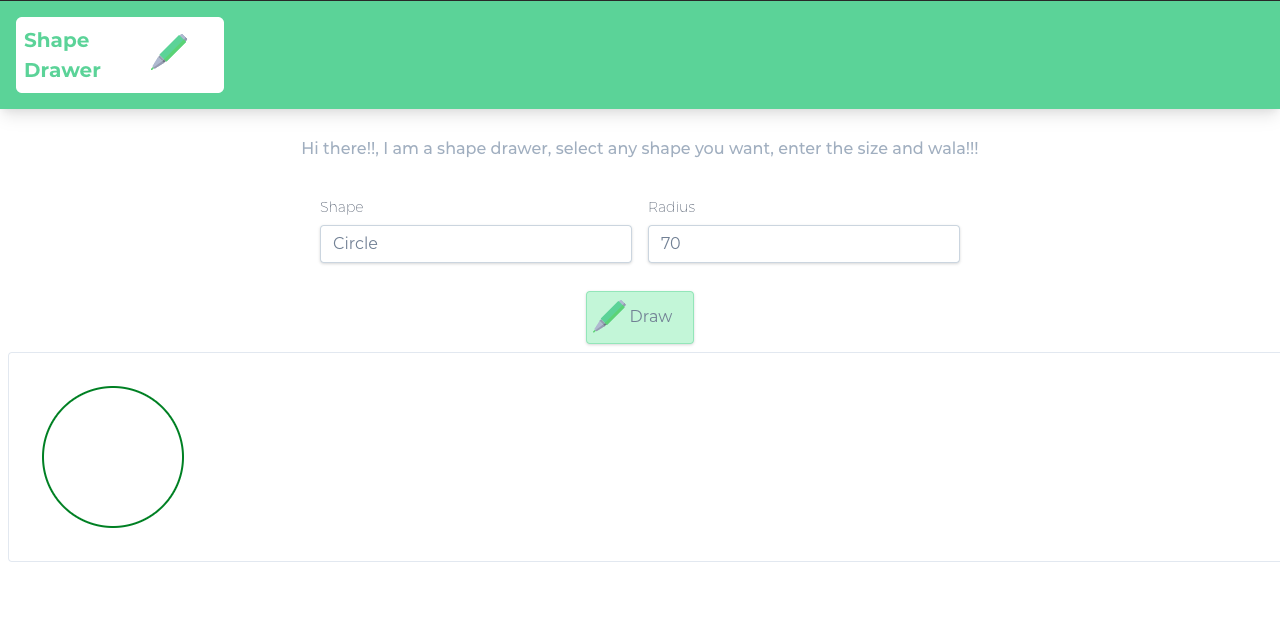 Shape
Drawer
Hi there!!, I am a shape drawer, select any shape you want, enter the size and wala!!!
Shape
Radius
Circle
70
Draw